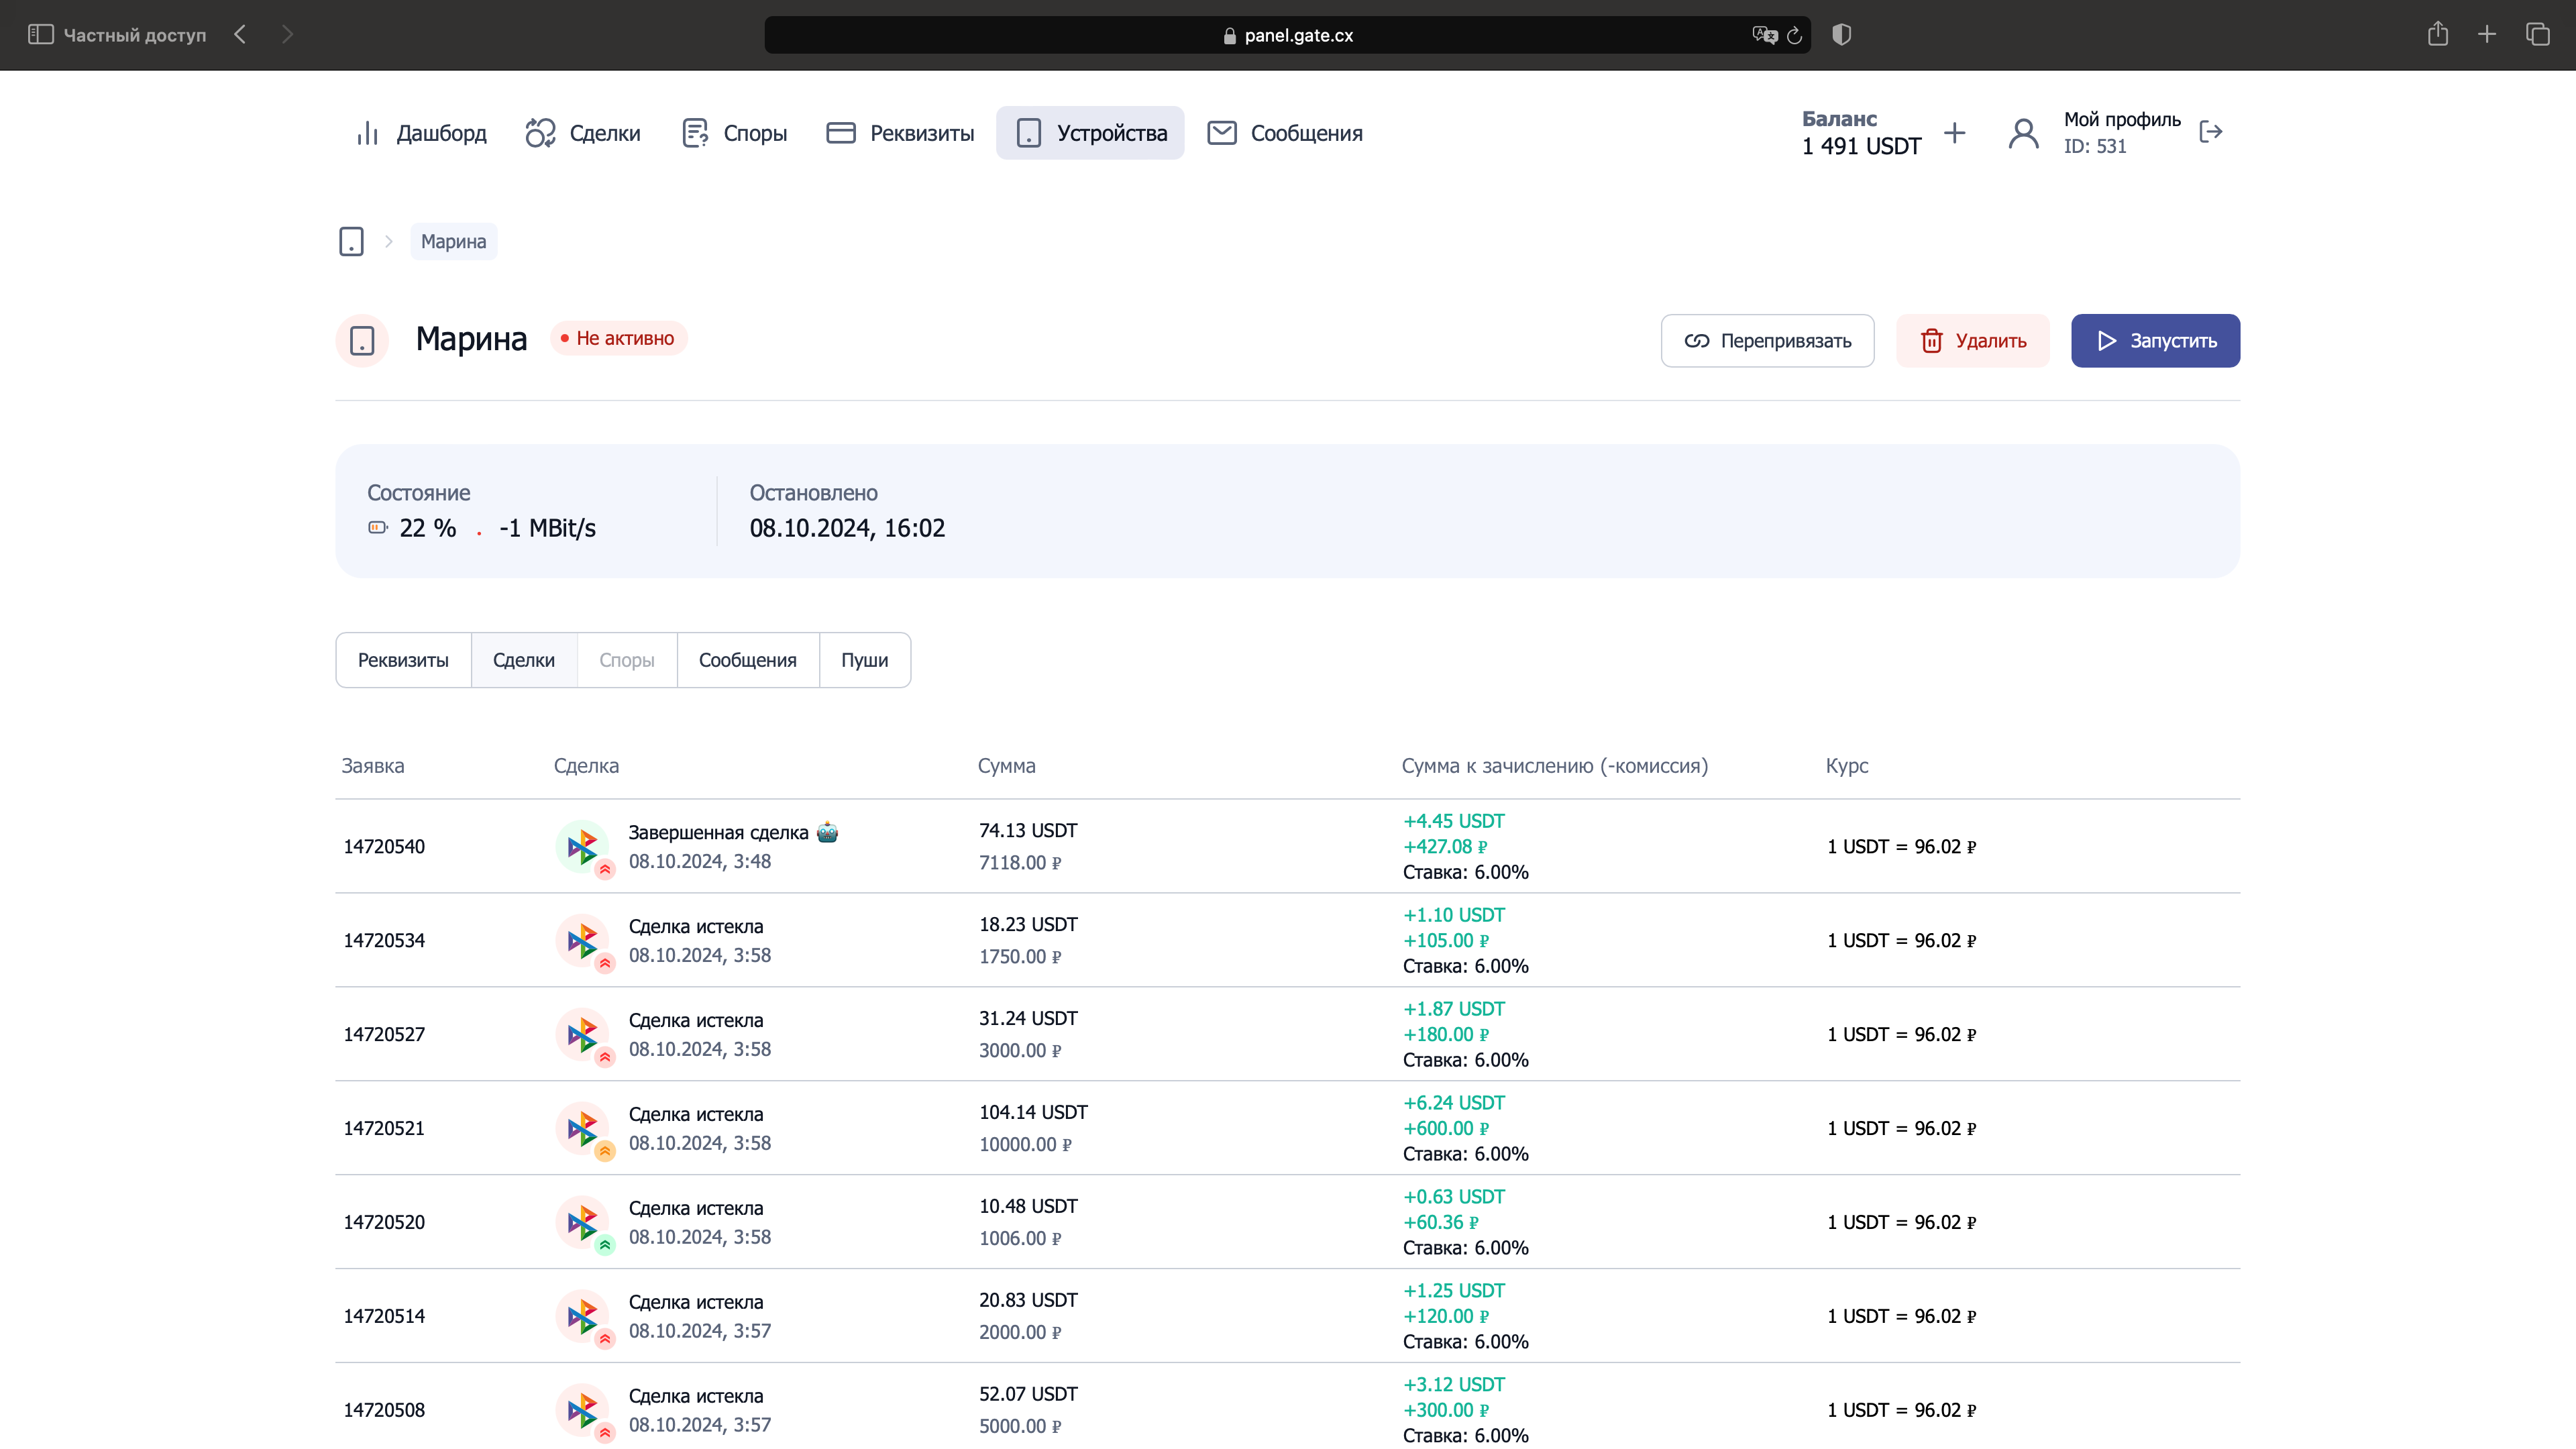 Частный доступ
panel.gate.cx
Дашборд
Сделки
Споры
Реквизиты
Устройства
Сообщения
Баланс
1 491 USDT
Мой профиль
ID: 531
Марина
Марина
Не активно
Перепривязать
Удалить
Запустить
Состояние
22 %
-1 MBit/s
Остановлено
08.10.2024, 16:02
Реквизиты
Сделки
Споры
Сообщения
Пуши
Заявка
Сделка
Сумма
Сумма к зачислению (-комиссия)
Курс
14720540
Завершенная сделка
08.10.2024, 3:48
74.13 USDT
7118.00 ₽
+4.45 USDT
+427.08 ₽
Ставка: 6.00%
1 USDT = 96.02 ₽
14720534
Сделка истекла
08.10.2024, 3:58
18.23 USDT
1750.00 ₽
+1.10 USDT
+105.00 ₽
Ставка: 6.00%
1 USDT = 96.02 ₽
14720527
Сделка истекла
08.10.2024, 3:58
31.24 USDT
3000.00 ₽
+1.87 USDT
+180.00 ₽
Ставка: 6.00%
1 USDT = 96.02 ₽
14720521
Сделка истекла
08.10.2024, 3:58
104.14 USDT
10000.00 ₽
+6.24 USDT
+600.00 ₽
Ставка: 6.00%
1 USDT = 96.02 ₽
14720520
Сделка истекла
08.10.2024, 3:58
10.48 USDT
1006.00 ₽
+0.63 USDT
+60.36 ₽
Ставка: 6.00%
1 USDT = 96.02 ₽
14720514
Сделка истекла
08.10.2024, 3:57
20.83 USDT
2000.00 ₽
+1.25 USDT
+120.00 ₽
Ставка: 6.00%
1 USDT = 96.02 ₽
14720508
Сделка истекла
08.10.2024, 3:57
52.07 USDT
5000.00 ₽
+3.12 USDT
+300.00 ₽
Ставка: 6.00%
1 USDT = 96.02 ₽